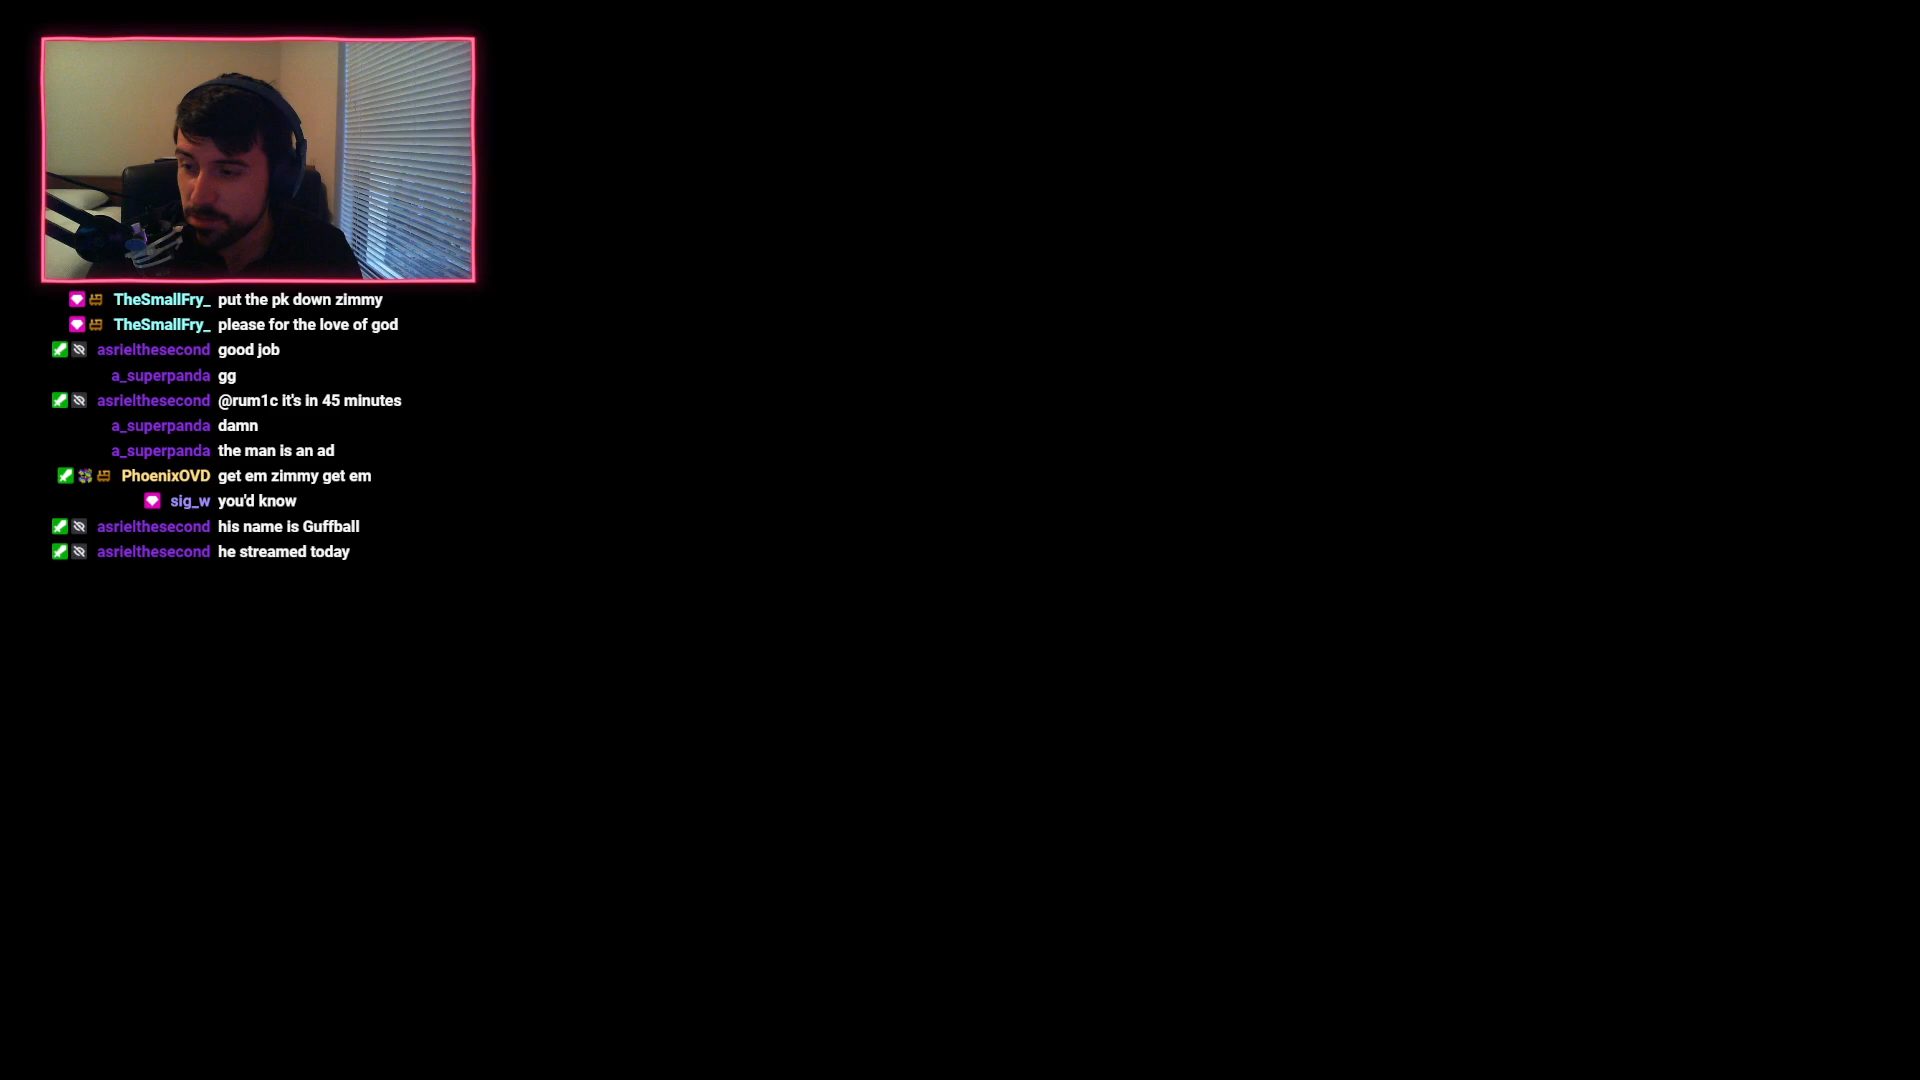 TheSmallFry_ put the pk down zimmy
TheSmallFry_ please for the love of god
asrielthesecond good job
a_superpanda gg
asrielthesecond @rum1c it's in 45 minutes
a_superpanda damn
a_superpanda the man is an ad
PhoenixOVD get em zimmy get em
sig_w you'd know
asrielthesecond his name is Guffball
asrielthesecond he streamed today